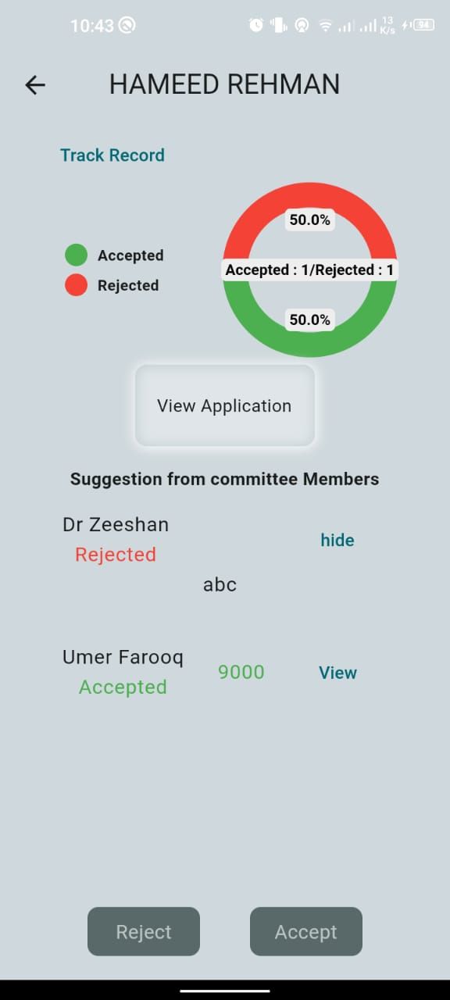 10:43
13
K/s
94
HAMEED REHMAN
Track Record
50.0%
Accepted
Rejected
Accepted : 1/Rejected : 1
50.0%
View Application
Suggestion from committee Members
Dr Zeeshan
Rejected
hide
abc
Umer Farooq
Accepted
9000
View
Reject
Accept